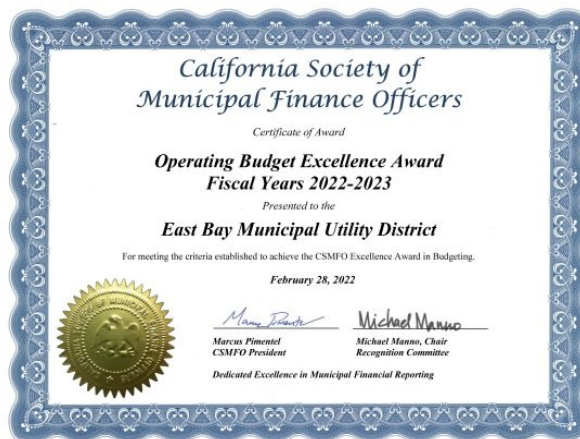 California Society of
Municipal Finance Officers
Certificate of Award
Operating Budget Excellence Award
Fiscal Years 2022-2023
Presented to the
East Bay Municipal Utility District
For meeting the criteria established to achieve the CSMFO Excellence Award in Budgeting.
February 28, 2022
Michael Manno
Marcus Pimentel
Michael Manno, Chair
CSMFO President
Recognition Committee
Dedicated Excellence in Municipal Financial Reporting